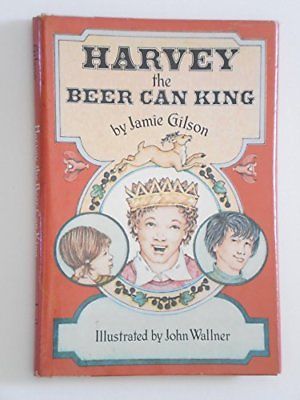 HARVEY
the
BEER CAN KING
by Jamie Gilson
Illustrated by John Wallner